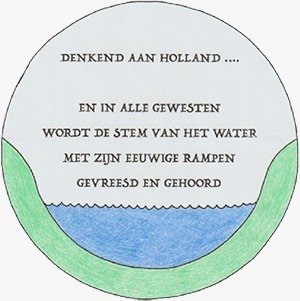 DENKEND AAN HOLLAND ....
EN IN ALLE GEWESTEN
WORDT DE STEM VAN HET WATER
MET ZIJN EEUWIGE RAMPEN
GEVREESD EN GEHOORD